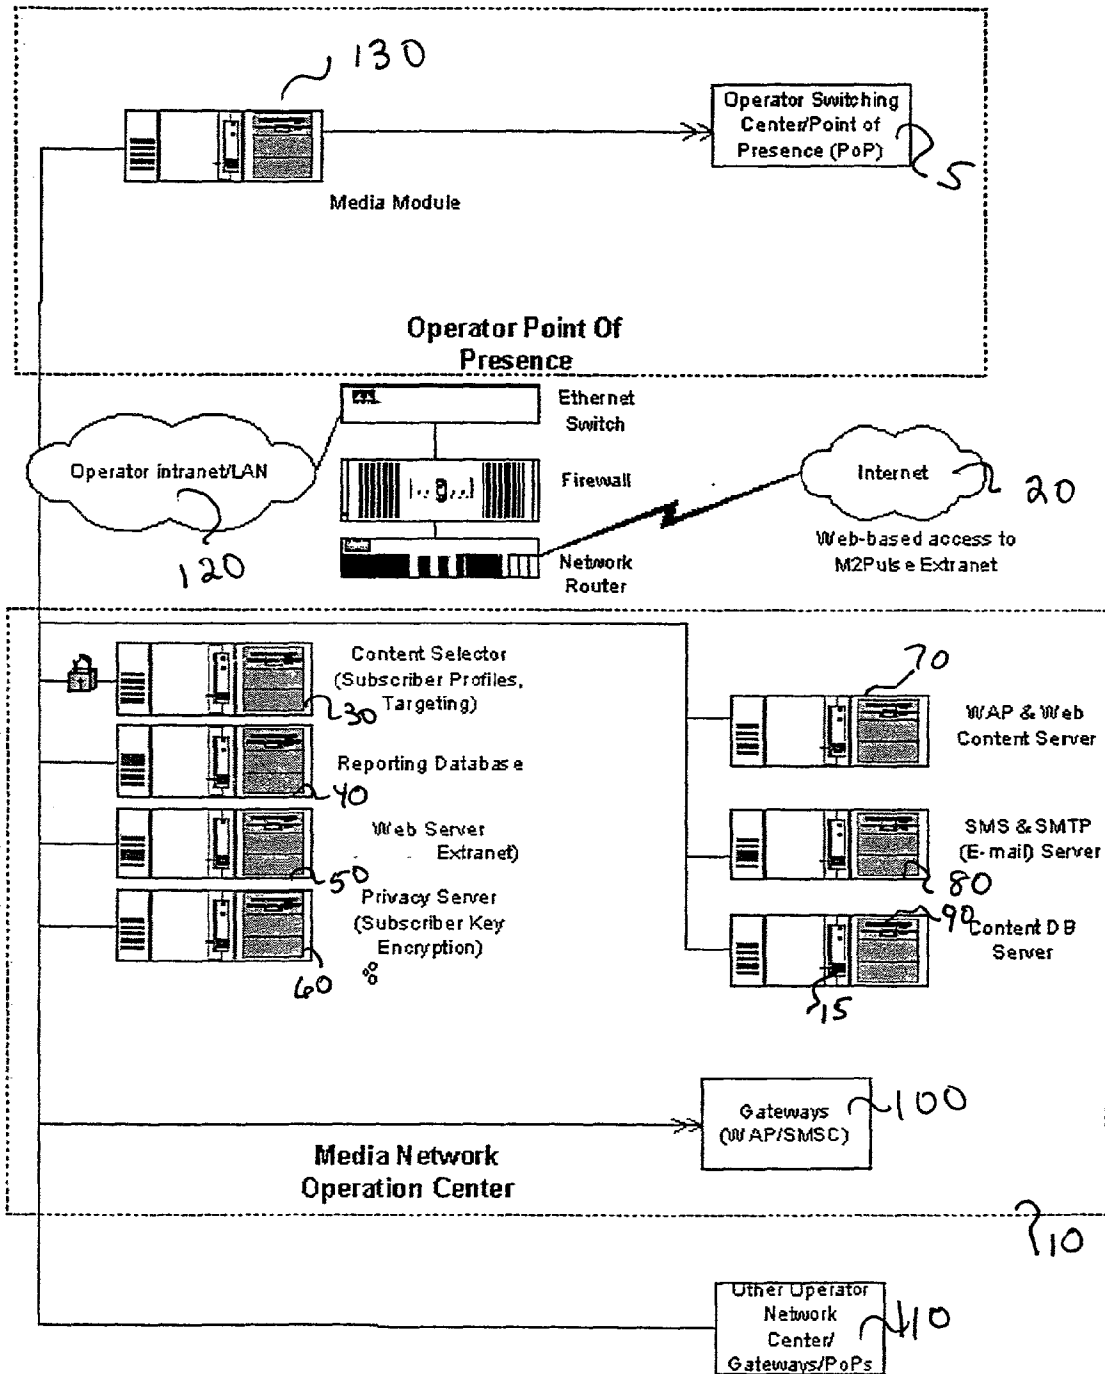 130
Operator Switching
Center/Point of
Presence (PoP)
5
Media Module
Operator Point Of
Presence
Ethernet
Switch
Operator intranet/LAN
120
Firewall
Internet
20
Web-based access to
M2Pulse Extranet
Network
Router
Content Selector
(Subscriber Profiles,
Targeting)
30
70
WAP & Web
Content Server
Reporting Database
40
Web Server
Extranet)
50
SMS & SMTP
(E-mail) Server
80
Privacy Server
(Subscriber Key
Encryption)
60
90
Content DB
Server
15
Gateways
(WAP/SMSC)
100
Media Network
Operation Center
10
Other Operator
Network
Center/
Gateways/PoPs
110